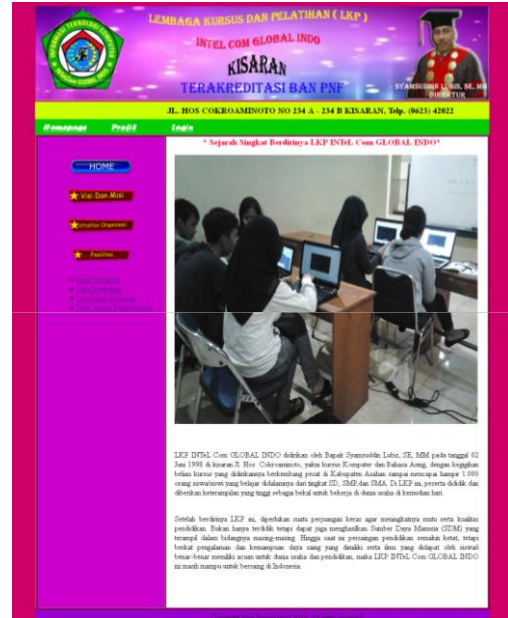 LEMBAGA KURSUS DAN PELATIHAN ( LKP )
INTEL COM GLOBAL INDO
KISARAN
TERAKREDITASI BAN PNF
SYAMSUDDIN LUBIS, SE, MM
DIREKTUR
JL. HOS COKROAMINOTO NO 234 A - 234 B KISARAN, Telp. (0623) 42022
Homepage Profil Login
* Sejarah Singkat Berdirinya LKP INTeL Com GLOBAL INDO*
HOME
Visi Dan Misi
Struktur Organisasi
Fasilitas
LKP INTeL Com GLOBAL INDO didirikan oleh Bapak Syamsuddin Lubis, SE, MM pada tanggal 02
Juni 1998 di kisaran Jl. Hos Cokroaminoto, yakni kursus Komputer dan Bahasa Asing, dengan kegigihan
beliau kursus yang didirikannya berkembang pesat di Kabupaten Asahan sampai mencapai hampir 1.000
orang siswa/siswi yang belajar didalamnya dari tingkat SD, SMP, dan SMA. Di LKP ini, peserta dididik dan
diberikan keterampilan yang tinggi sebagai bekal untuk bekerja di dunia usaha di kemudian hari.
Setelah berdirinya LKP ini, diperlukan suatu perjuangan keras agar meningkatnya mutu serta kualitas
pendidikan. Bukan hanya terdidik tetapi dapat juga menghasilkan Sumber Daya Manusia (SDM) yang
terampil dalam bidangnya masing-masing. Hingga saat ini persaingan pendidikan semakin ketat, tetapi
berkat pengalaman dan kemampuan daya saing yang dimiliki serta ilmu yang didapat oleh siswa/i
benar-benar memiliki acuan untuk dunia usaha dan pendidikan, maka LKP INTeL Com GLOBAL INDO
ini masih mampu untuk bersaing di Indonesia.